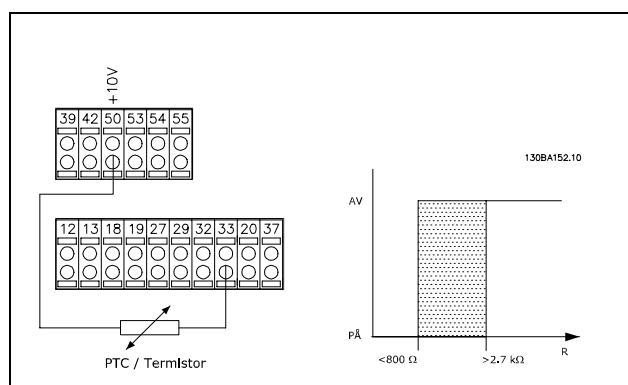 +10V
39 42 50 53 54 55
130BA152.10
AV
12 13 18 19 27 29 32 33 20 37
PÅ
<800 Ω >2.7 kΩ R
PTC / Termistor